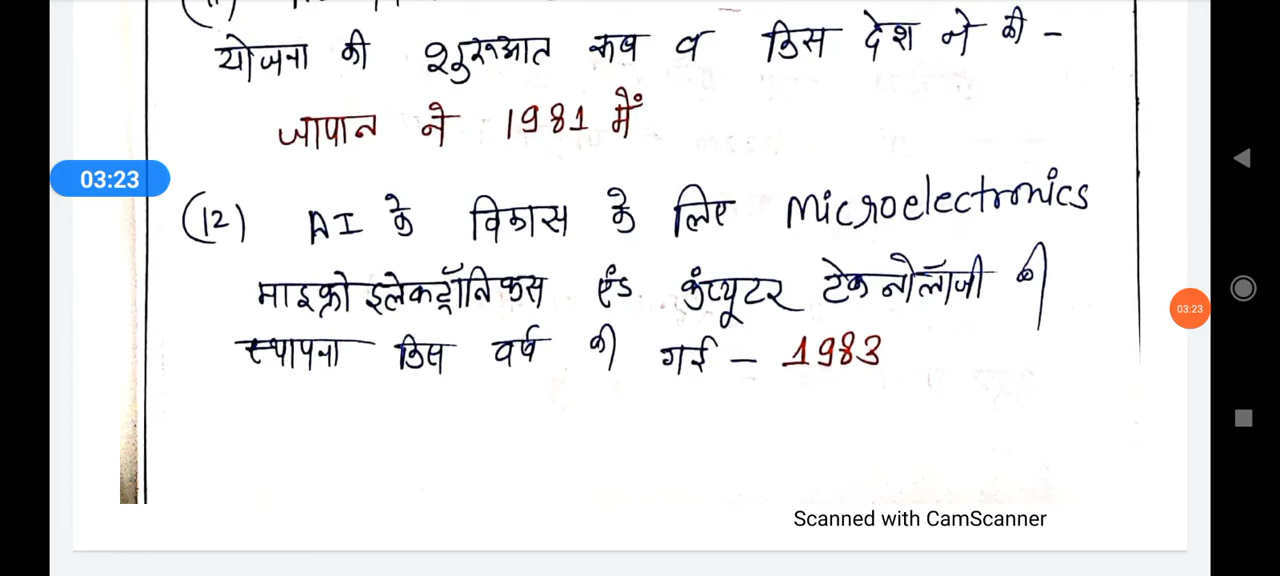 योजना की शुरूआत कब व किस देश ने की -
जापान ने 1981 में
03:23
(12) AI के विकास के लिए Microelectronics
03:23
माइक्रो इलेक्ट्रॉनिक्स एंड कंप्यूटर टेक्नोलॉजी की
स्थापना किस वर्ष की गई - 1983
Scanned with CamScanner